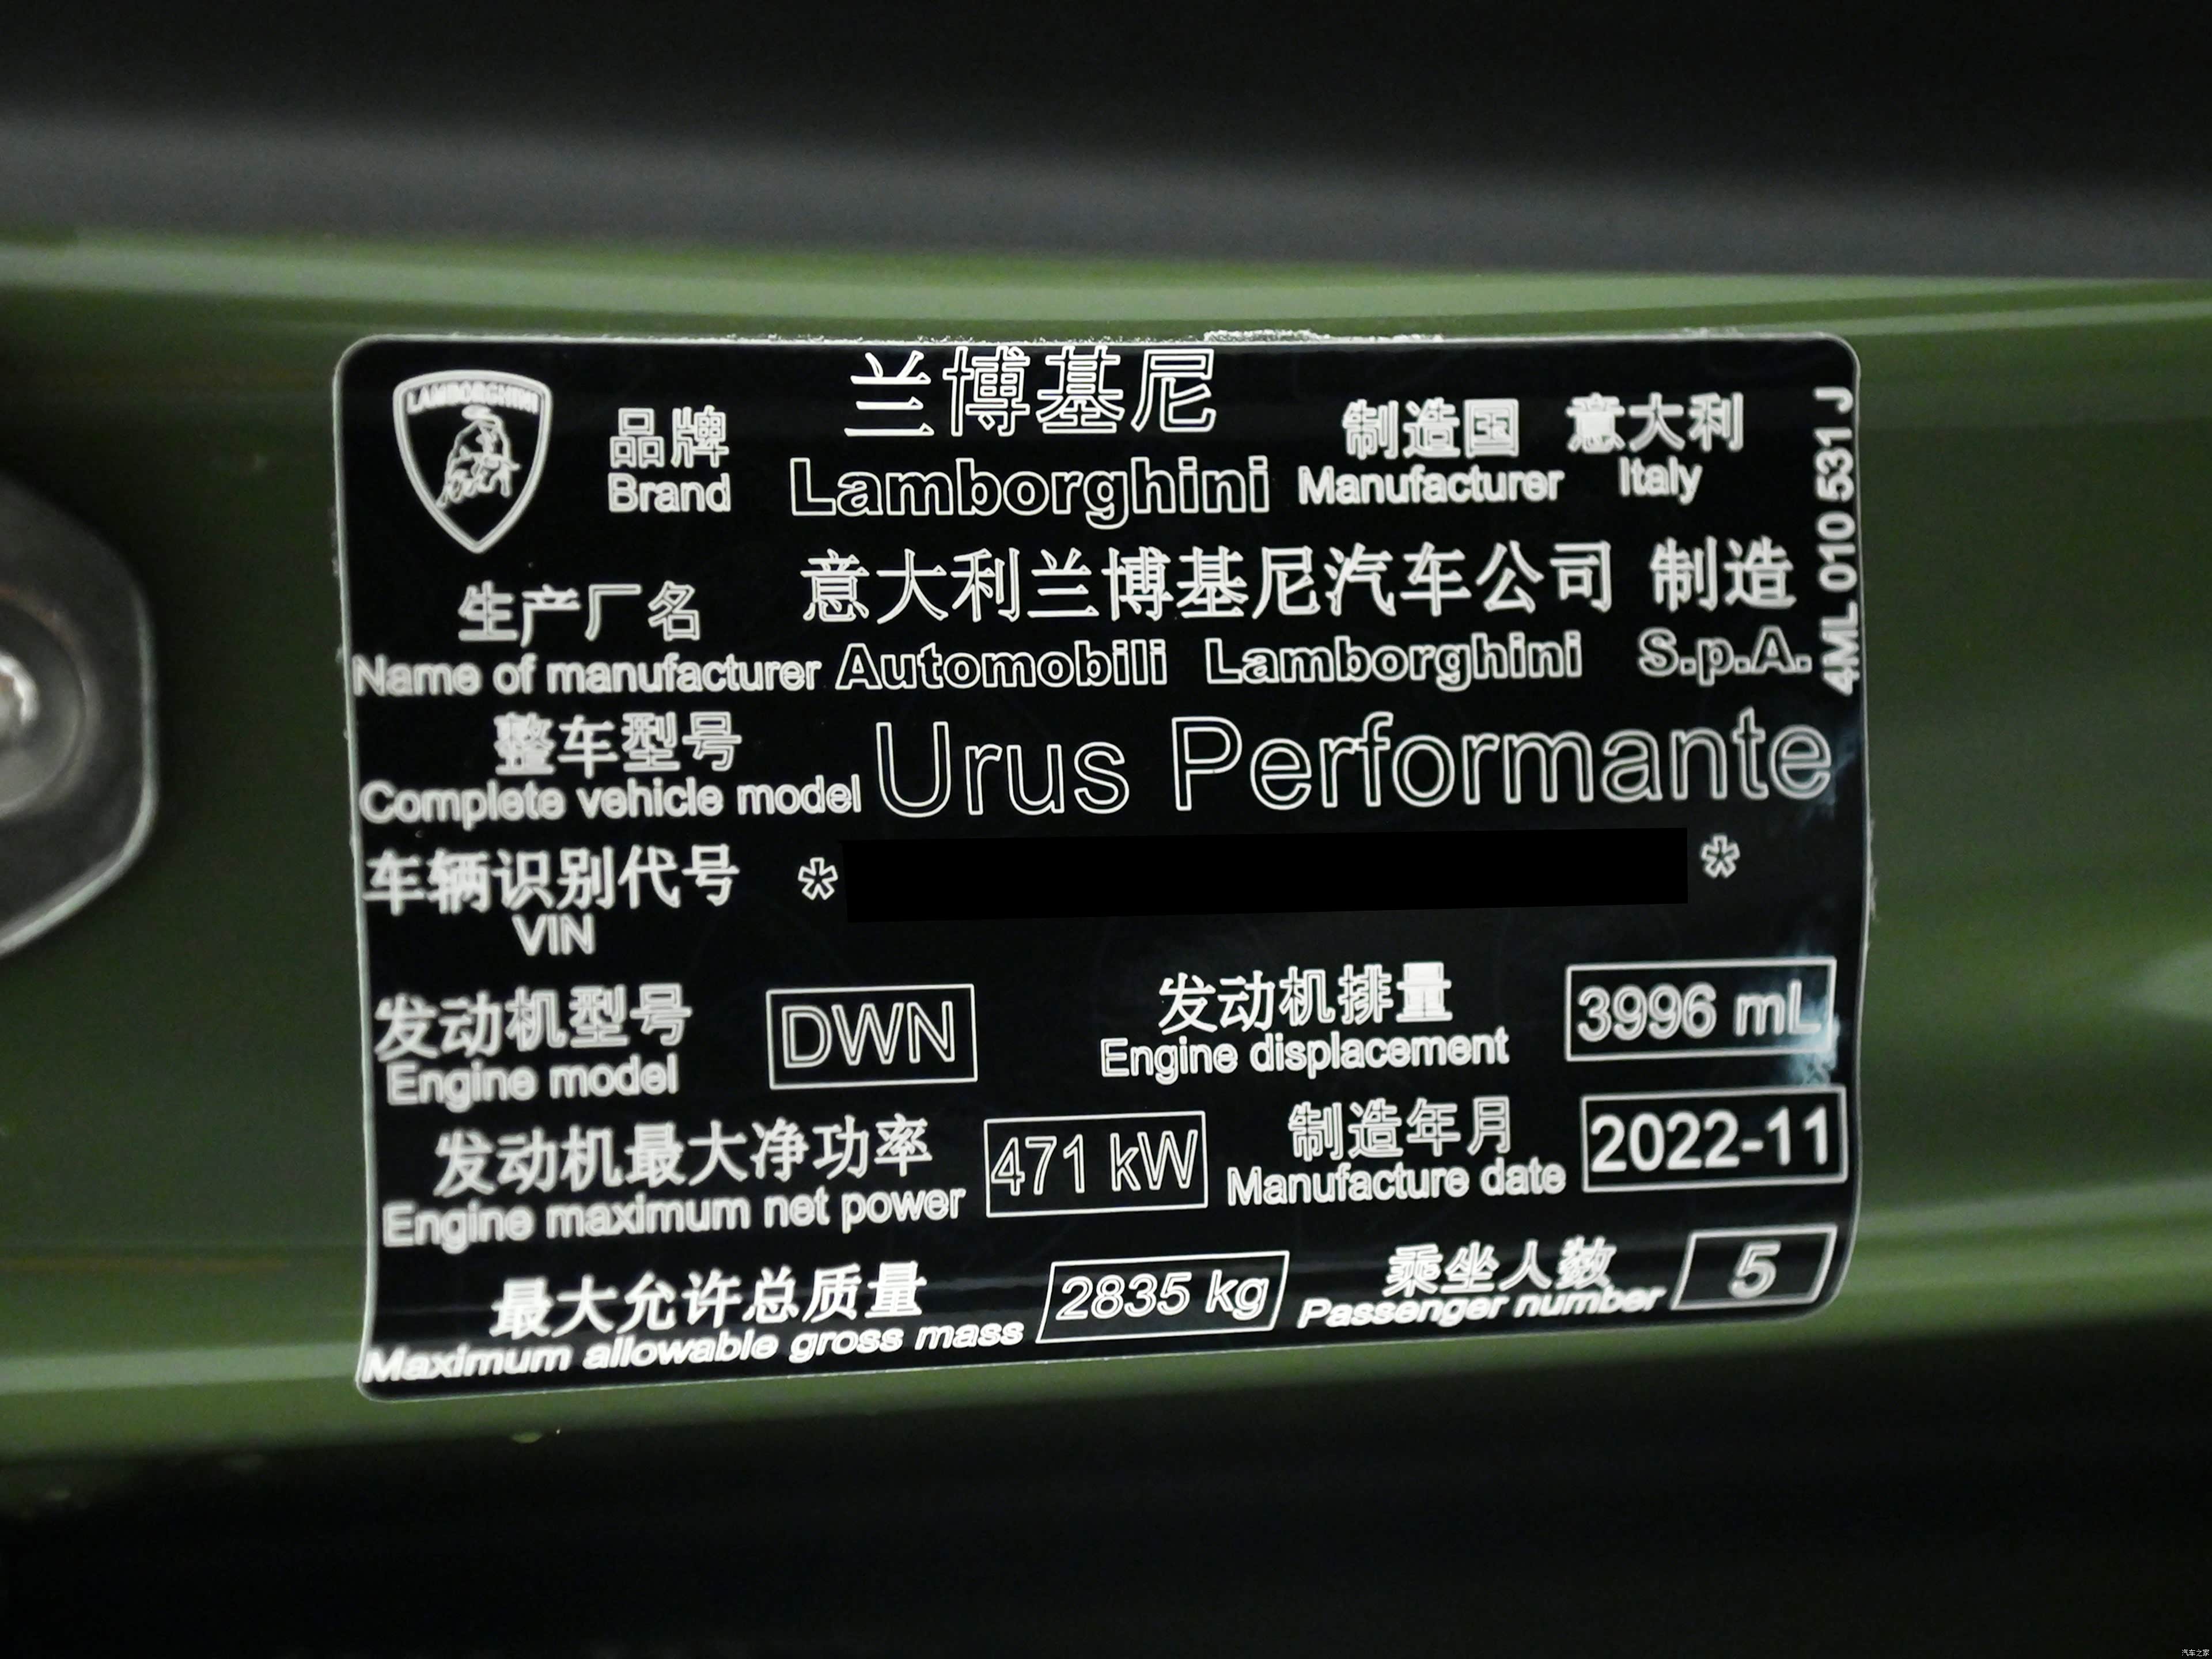 LAMBORGHINI
品牌 兰博基尼 制造国 意大利
Brand Lamborghini Manufacturer Italy
生产厂名 意大利兰博基尼汽车公司 制造
Name of manufacturer Automobili Lamborghini S.p.A.
整车型号 Urus Performante
Complete vehicle model
车辆识别代号 * *
VIN
发动机型号 DWN 发动机排量 3996 mL
Engine model Engine displacement
发动机最大净功率 471 kW 制造年月 2022-11
Engine maximum net power Manufacture date
最大允许总质量 2835 kg 乘坐人数 5
Maximum allowable gross mass Passenger number
4ML 010 531 J
汽车之家